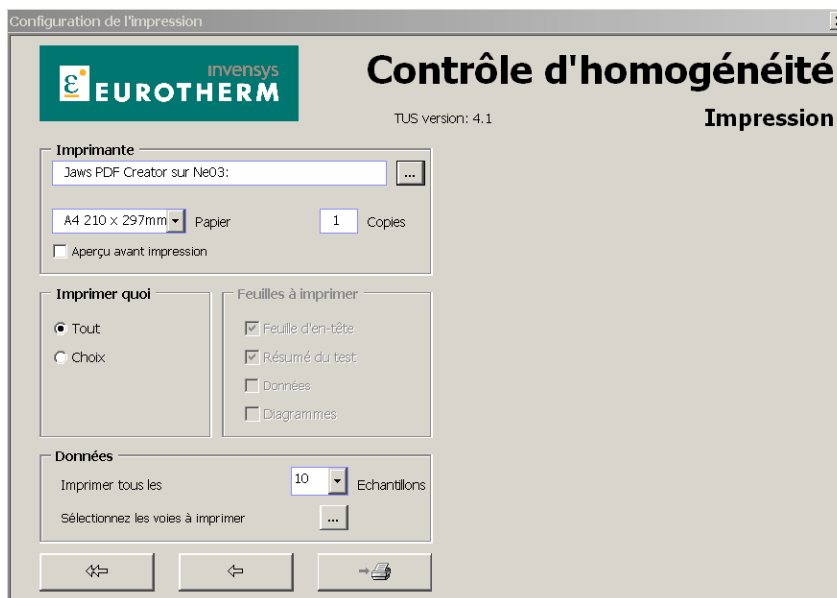 Configuration de l'impression
invensys
EUROTHERM
Contrôle d'homogénéité
TUS version: 4.1
Impression
Imprimante
Jaws PDF Creator sur Ne03:
...
A4 210 x 297mm
Papier
1
Copies
Aperçu avant impression
Imprimer quoi
Tout
Choix
Feuilles à imprimer
Feuille d'en-tête
Résumé du test
Données
Diagrammes
Données
Imprimer tous les
10
Echantillons
Sélectionnez les voies à imprimer
...